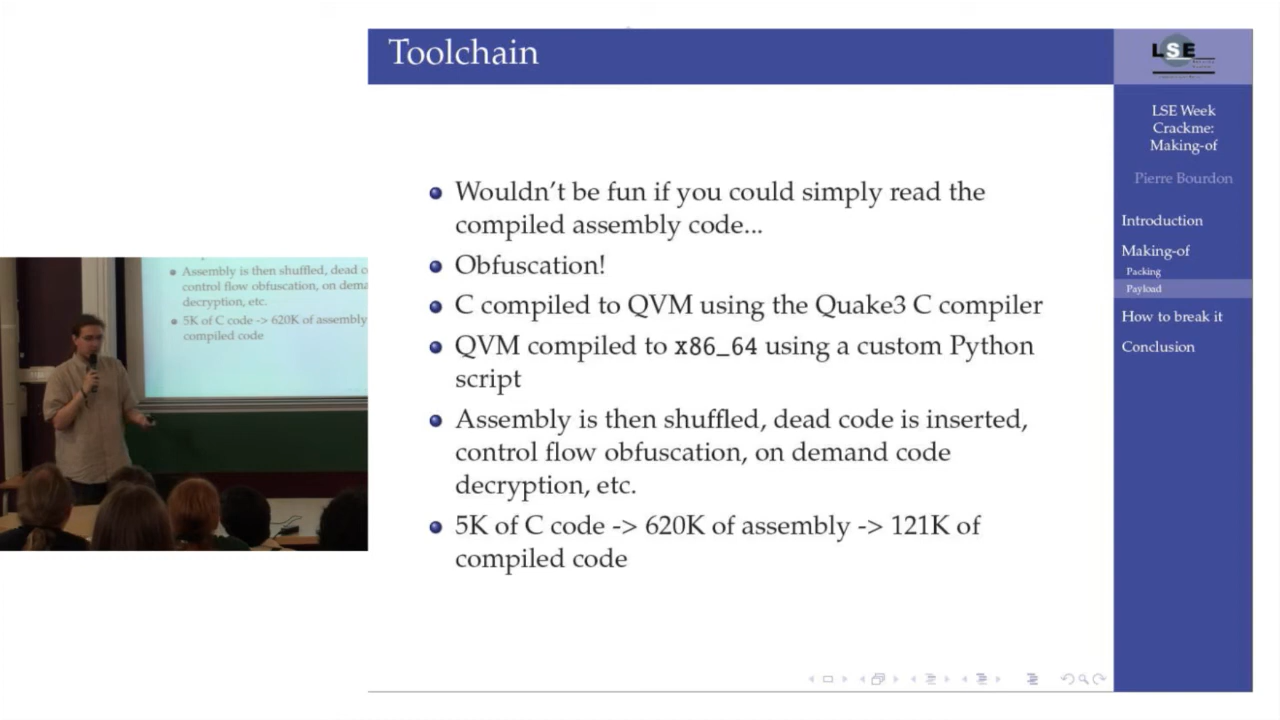 Toolchain
LSE
LSE Week
Crackme:
Making-of
Pierre Bourdon
Introduction
Making-of
Packing
Payload
How to break it
Conclusion
Wouldn't be fun if you could simply read the
compiled assembly code...
Obfuscation!
C compiled to QVM using the Quake3 C compiler
QVM compiled to x86_64 using a custom Python
script
Assembly is then shuffled, dead code is inserted,
control flow obfuscation, on demand code
decryption, etc.
5K of C code -> 620K of assembly -> 121K of
compiled code
Assembly is then shuffled, dead c
control flow obfuscation, on dema
decryption, etc.
5K of C code -> 620K of assembly
compiled code